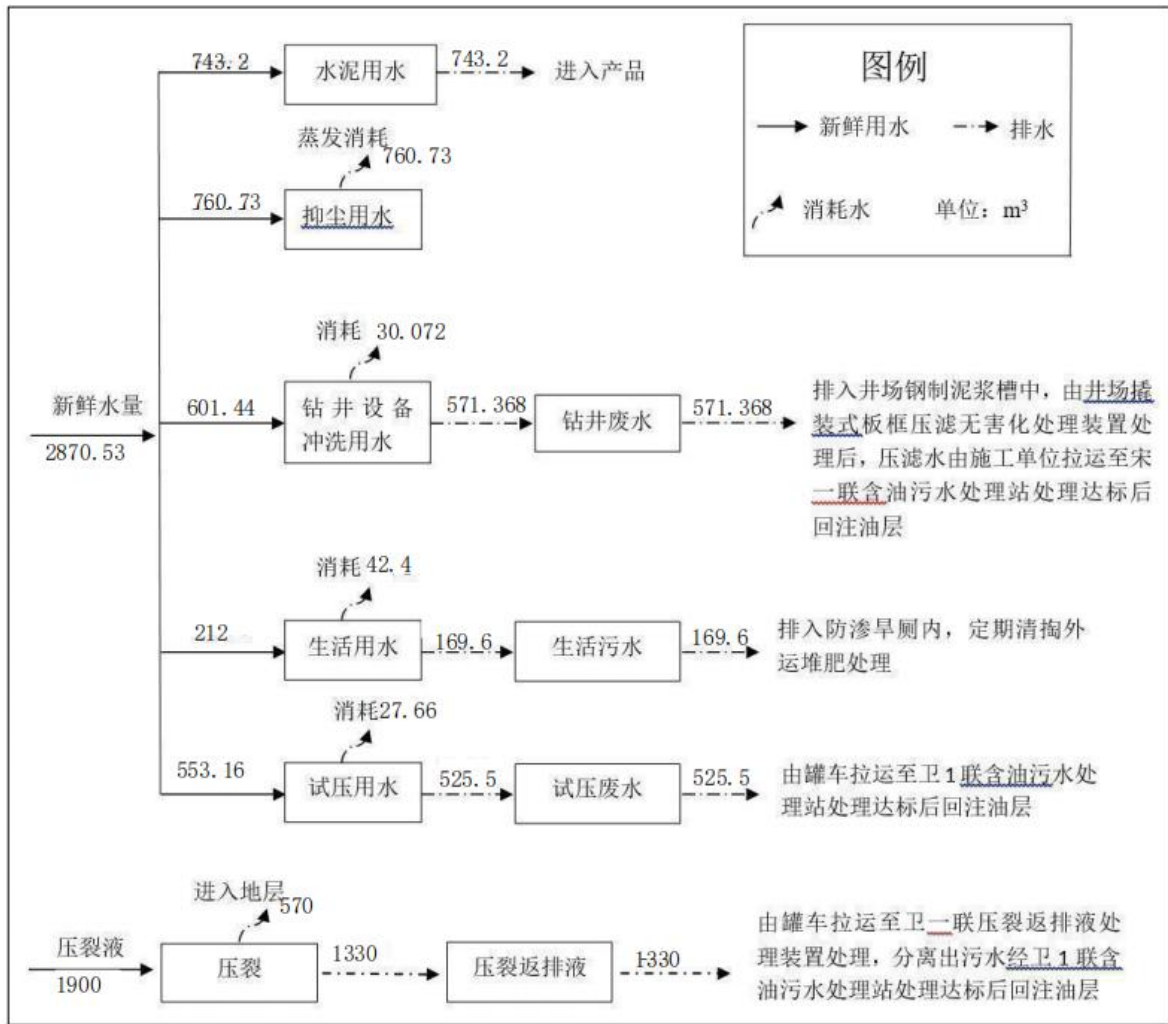 743.2
水泥用水
743.2
进入产品
图例
新鲜用水
排水
消耗水
单位：m³
蒸发消耗
760.73
760.73
抑尘用水
新鲜水量
2870.53
消耗 30.072
601.44
钻井设备
冲洗用水
571.368
钻井废水
571.368
排入井场钢制泥浆槽中，由井场撬
装式板框压滤无害化处理装置处
理后，压滤水由施工单位拉运至宋
一联含油污水处理站处理达标后
回注油层
消耗 42.4
212
生活用水
169.6
生活污水
169.6
排入防渗旱厕内，定期清掏外
运堆肥处理
消耗27.66
553.16
试压用水
525.5
试压废水
525.5
由罐车拉运至卫1联含油污水处
理站处理达标后回注油层
进入地层
570
压裂液
1900
压裂
1330
压裂返排液
1330
由罐车拉运至卫一联压裂返排液处
理装置处理，分离出污水经卫1联含
油污水处理站处理达标后回注油层